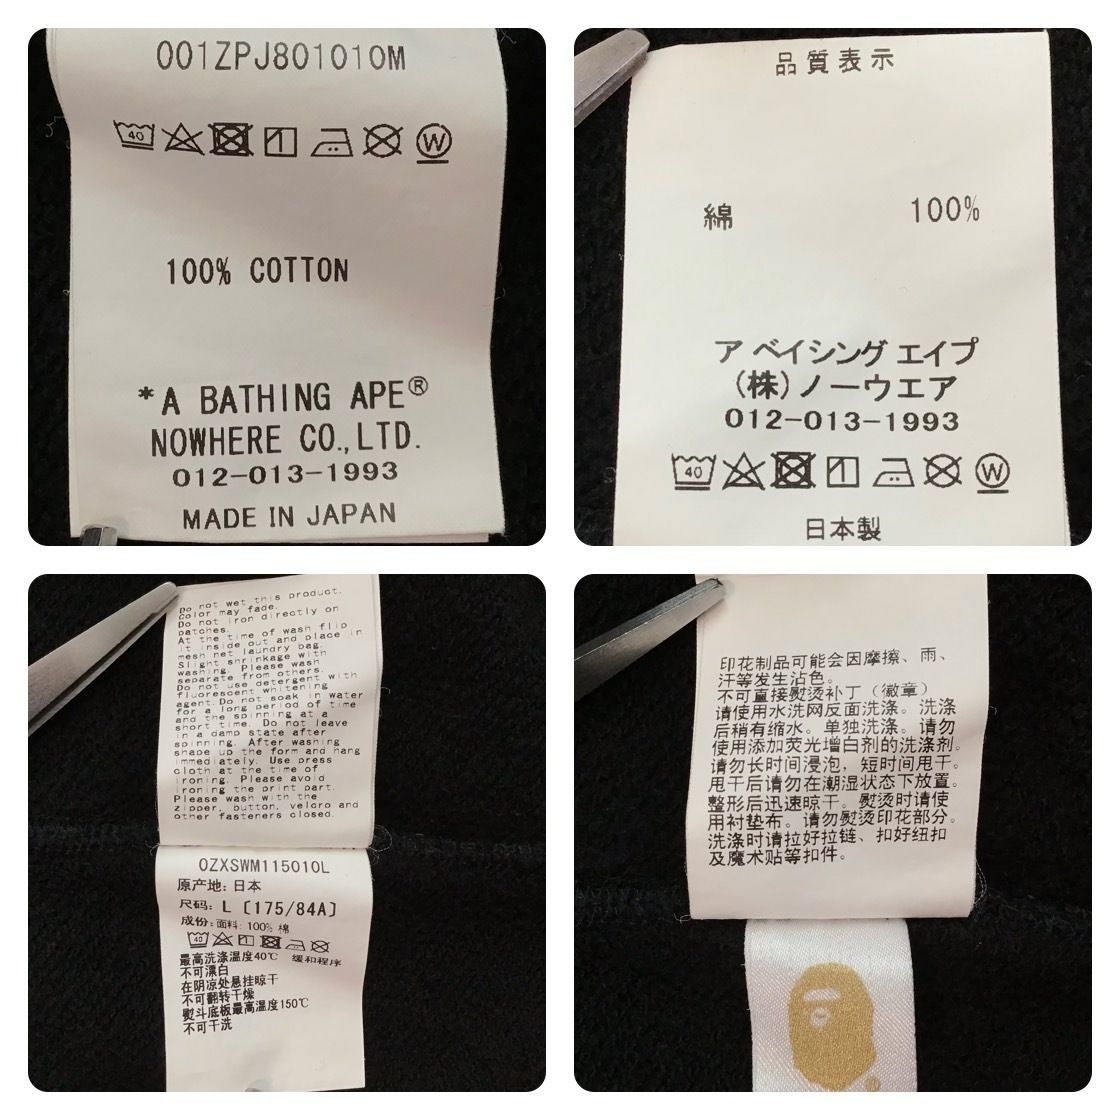 001ZPJ801010M
40
W
100% COTTON
*A BATHING APE®
NOWHERE CO.,LTD.
012-013-1993
MADE IN JAPAN
品質表示
綿 100%
ア ベイシング エイプ
(株)ノーウエア
012-013-1993
40
W
日本製
Do not wet this product.
Color may fade.
Do not iron directly on
patches.
At the time of wash flip
it inside out and place in
mesh net laundry bag.
Slight shrinkage with
washing. Please wash
separate from others.
Do not use detergent with
fluorescent whitening
agent.Do not soak in water
for a long period of time
and the spinning at a
short time. Do not leave
in a damp state after
spinning. After washing
shape up the form and hang
immediately. Use press
cloth at the time of
ironing. Please avoid
ironing the print part.
Please wash with the
zipper, button, velcro and
other fasteners closed.
0ZXSWM115010L
原产地: 日本
尺码: L [175/84A]
成份: 面料: 100% 棉
40
最高洗涤温度40℃ 缓和程序
不可漂白
在阴凉处悬挂晾干
不可翻转干燥
熨斗底板最高温度150℃
不可干洗
印花制品可能会因摩擦、雨、
汗等发生沾色。
不可直接熨烫补丁（徽章）
请使用水洗网反面洗涤。洗涤
后稍有缩水。单独洗涤。请勿
使用添加荧光增白剂的洗涤剂。
请勿长时间浸泡，短时间甩干。
甩干后请勿在潮湿状态下放置。
整形后迅速晾干。熨烫时请使
用衬垫布。请勿熨烫印花部分。
洗涤时请拉好拉链、扣好纽扣
及魔术贴等扣件。
®